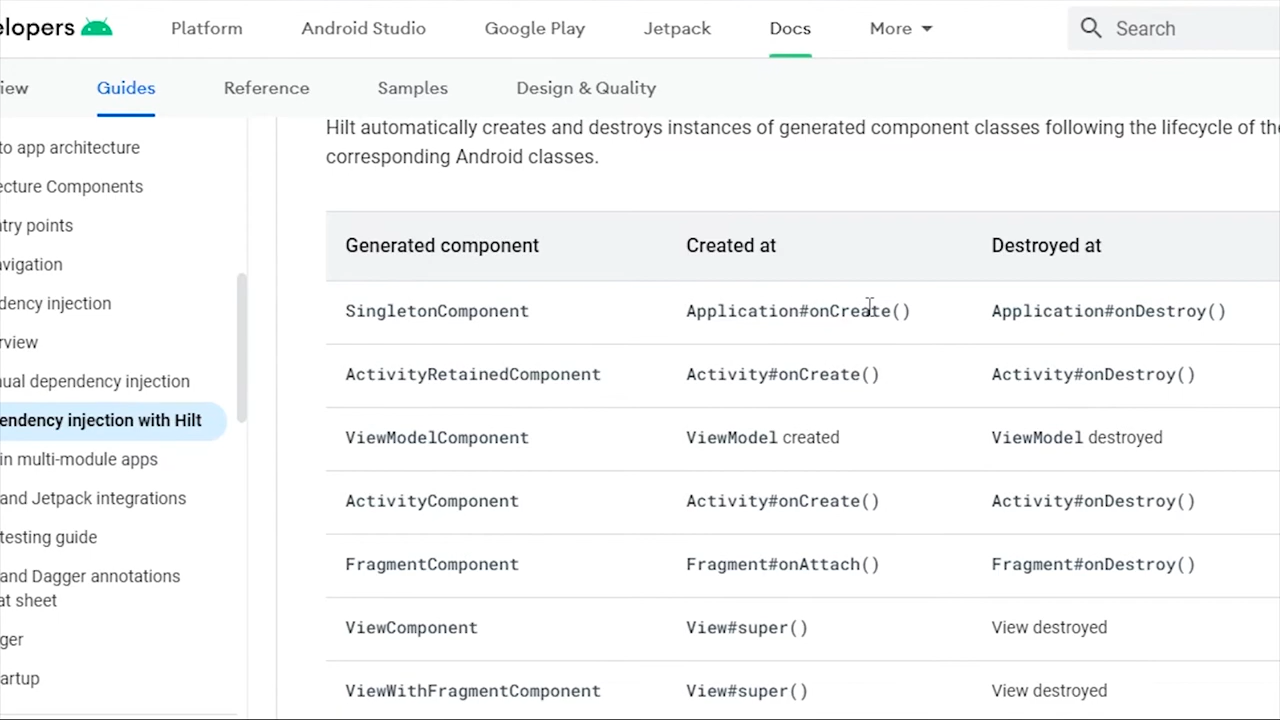 elopers Platform Android Studio Google Play Jetpack Docs More Search
iew Guides Reference Samples Design & Quality
to app architecture
ecture Components
ntry points
avigation
dency injection
rview
nual dependency injection
endency injection with Hilt
in multi-module apps
and Jetpack integrations
testing guide
and Dagger annotations
at sheet
ger
artup
Hilt automatically creates and destroys instances of generated component classes following the lifecycle of the
corresponding Android classes.
Generated component Created at Destroyed at
SingletonComponent Application#onCreate() Application#onDestroy()
ActivityRetainedComponent Activity#onCreate() Activity#onDestroy()
ViewModelComponent ViewModel created ViewModel destroyed
ActivityComponent Activity#onCreate() Activity#onDestroy()
FragmentComponent Fragment#onAttach() Fragment#onDestroy()
ViewComponent View#super() View destroyed
ViewWithFragmentComponent View#super() View destroyed